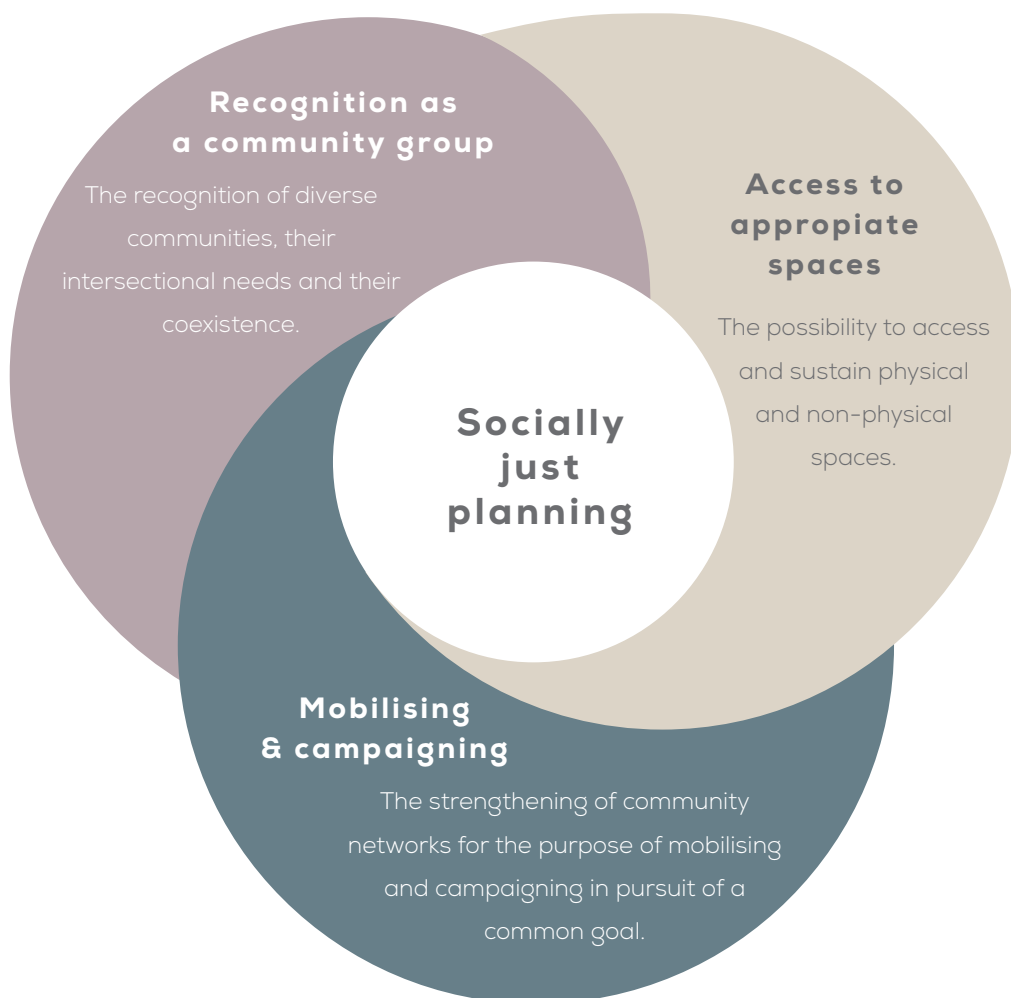 Recognition as
a community group
The recognition of diverse
communities, their
intersectional needs and their
coexistence.
Access to
appropiate
spaces
The possibility to access
and sustain physical
and non-physical
spaces.
Socially
just
planning
Mobilising
& campaigning
The strengthening of community
networks for the purpose of mobilising
and campaigning in pursuit of a
common goal.